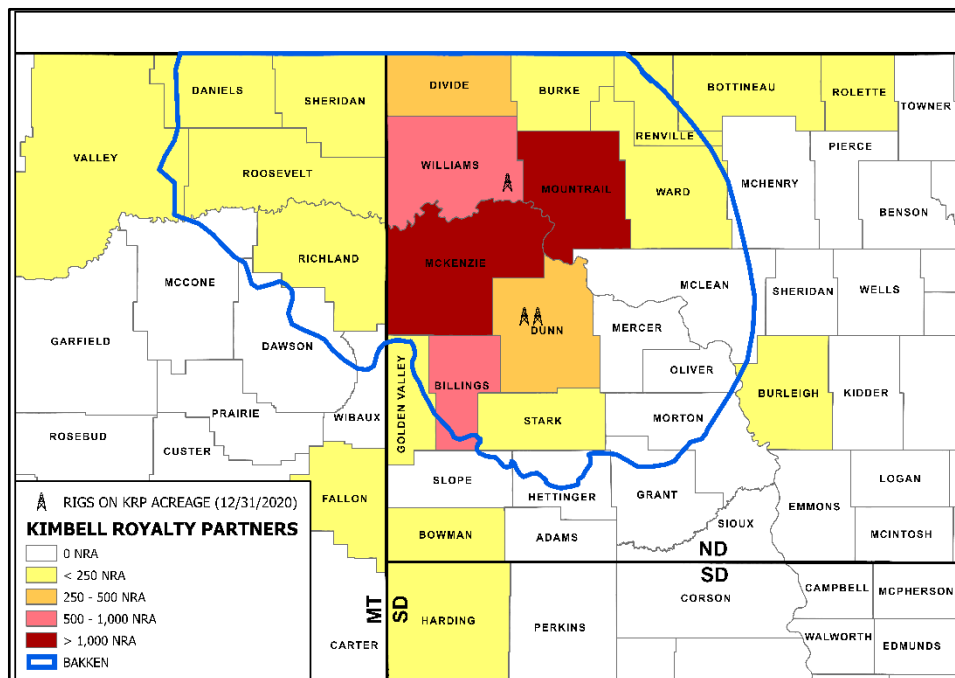 DANIELS
SHERIDAN
DIVIDE
BURKE
BOTTINEAU
ROLETTE
TOWNER
RENVILLE
PIERCE
VALLEY
ROOSEVELT
WILLIAMS
MOUNTRAIL
WARD
MCHENRY
BENSON
RICHLAND
MCKENZIE
MCCONE
MCLEAN
SHERIDAN
WELLS
GARFIELD
DAWSON
DUNN
MERCER
OLIVER
BILLINGS
GOLDEN VALLEY
BURLEIGH
KIDDER
PRAIRIE
WIBAUX
STARK
MORTON
ROSEBUD
CUSTER
FALLON
SLOPE
HETTINGER
GRANT
SIOUX
EMMONS
LOGAN
BOWMAN
ADAMS
MCINTOSH
ND
SD
MT
SD
CORSON
CAMPBELL
MCPHERSON
HARDING
PERKINS
WALWORTH
EDMUNDS
CARTER
RIGS ON KRP ACREAGE (12/31/2020)
KIMBELL ROYALTY PARTNERS
0 NRA
< 250 NRA
250 - 500 NRA
500 - 1,000 NRA
> 1,000 NRA
BAKKEN